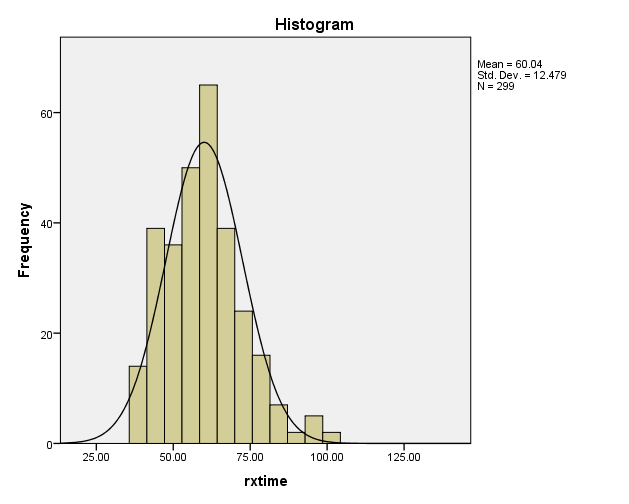 Histogram
Mean = 60.04
Std. Dev. = 12.479
N = 299
60
40
20
0
Frequency
25.00
50.00
75.00
100.00
125.00
rxtime